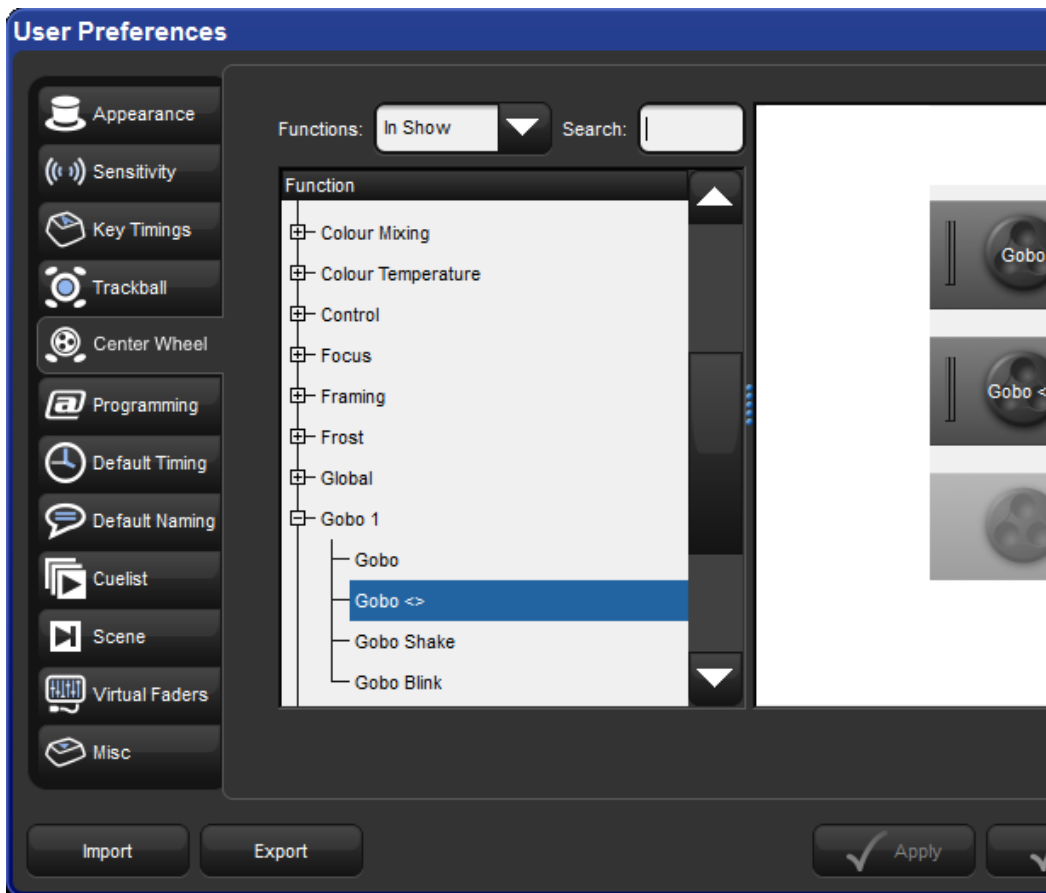 User Preferences
Appearance
Sensitivity
Key Timings
Trackball
Center Wheel
Programming
Default Timing
Default Naming
Cuelist
Scene
Virtual Faders
Misc
Functions: In Show Search:
Function
Colour Mixing
Colour Temperature
Control
Focus
Framing
Frost
Global
Gobo 1
Gobo
Gobo <>
Gobo Shake
Gobo Blink
Gobo
Gobo <
Import Export Apply